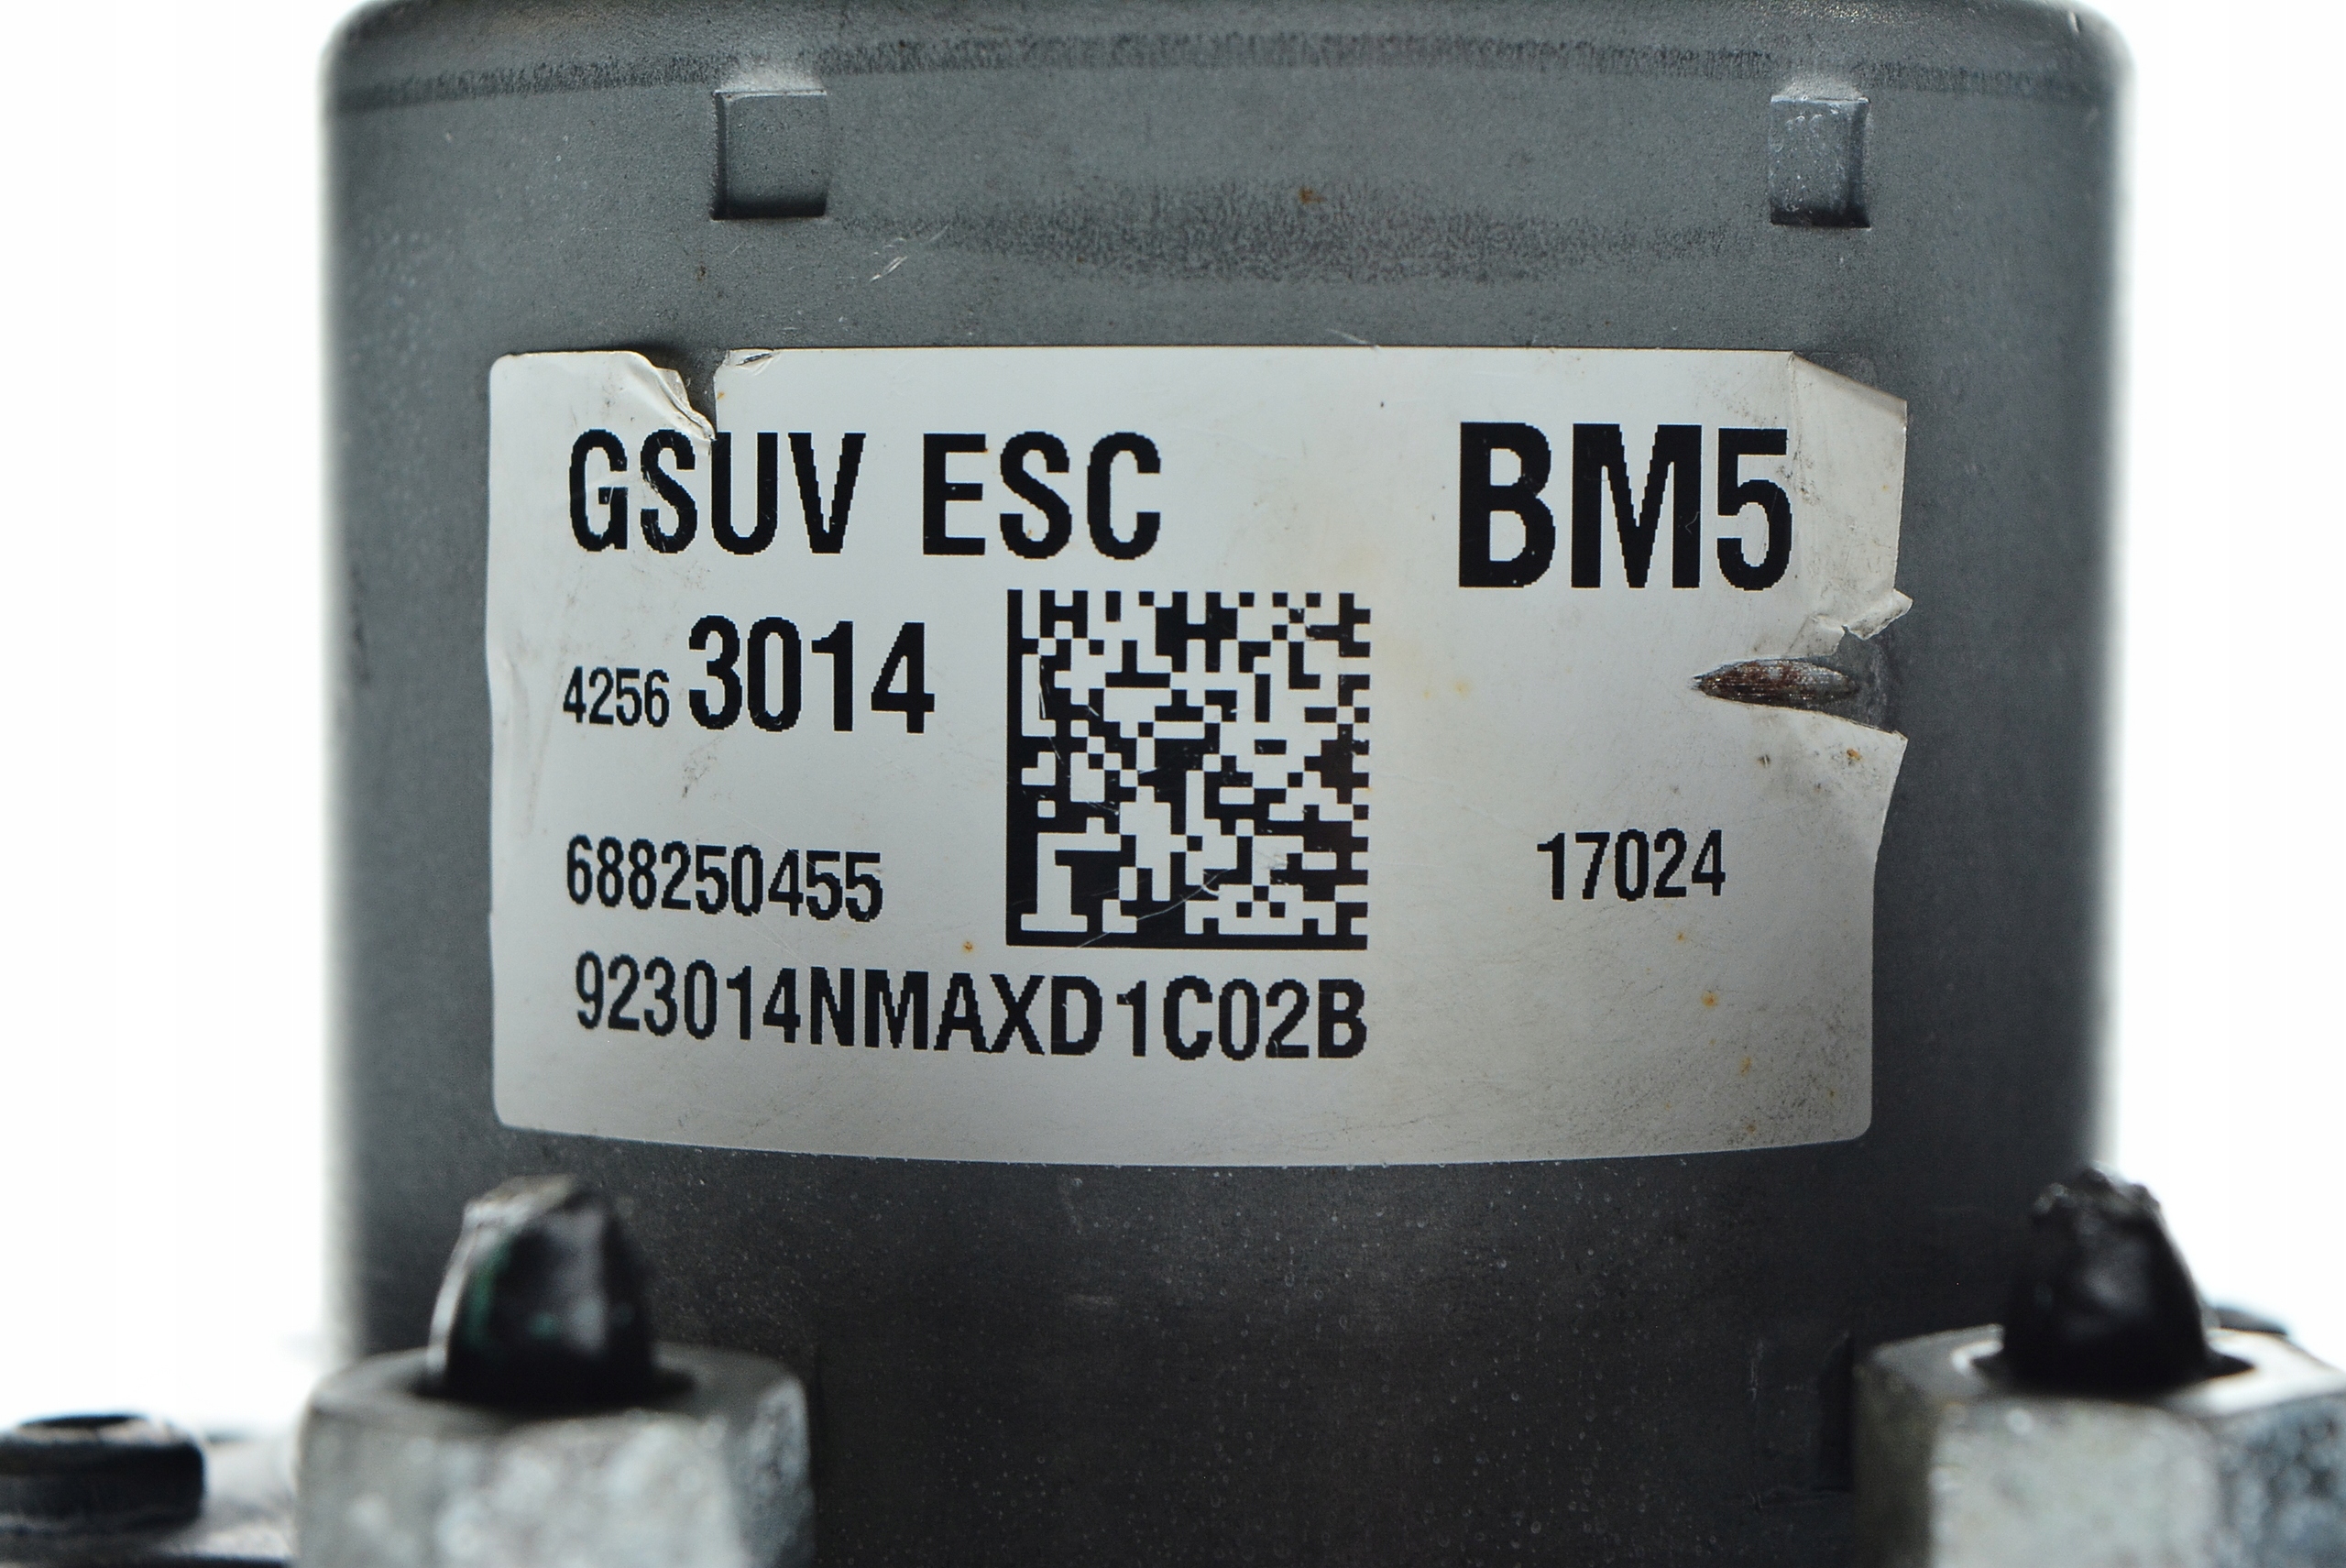 GSUV ESC BM5
4256 3014
688250455 17024
923014NMAXD1C02B